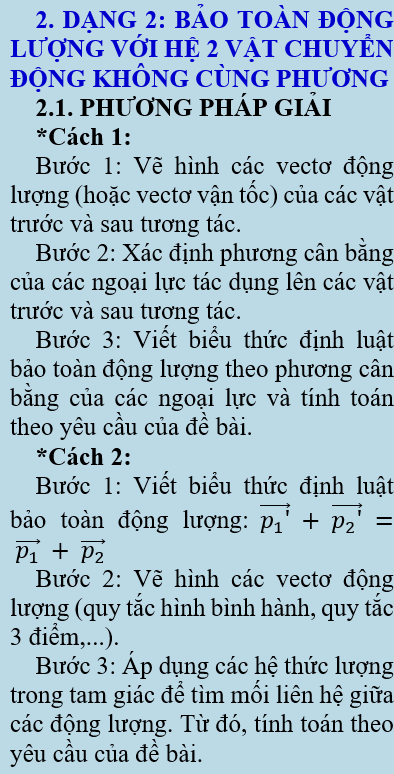 2. DẠNG 2: BẢO TOÀN ĐỘNG
LƯỢNG VỚI HỆ 2 VẬT CHUYỂN
ĐỘNG KHÔNG CÙNG PHƯƠNG
2.1. PHƯƠNG PHÁP GIẢI
*Cách 1:
Bước 1: Vẽ hình các vectơ động
lượng (hoặc vectơ vận tốc) của các vật
trước và sau tương tác.
Bước 2: Xác định phương cân bằng
của các ngoại lực tác dụng lên các vật
trước và sau tương tác.
Bước 3: Viết biểu thức định luật
bảo toàn động lượng theo phương cân
bằng của các ngoại lực và tính toán
theo yêu cầu của đề bài.
*Cách 2:
Bước 1: Viết biểu thức định luật
bảo toàn động lượng: $\overrightarrow{p_1}' + \overrightarrow{p_2}' =$
$\overrightarrow{p_1} + \overrightarrow{p_2}$
Bước 2: Vẽ hình các vectơ động
lượng (quy tắc hình bình hành, quy tắc
3 điểm,...).
Bước 3: Áp dụng các hệ thức lượng
trong tam giác để tìm mối liên hệ giữa
các động lượng. Từ đó, tính toán theo
yêu cầu của đề bài.